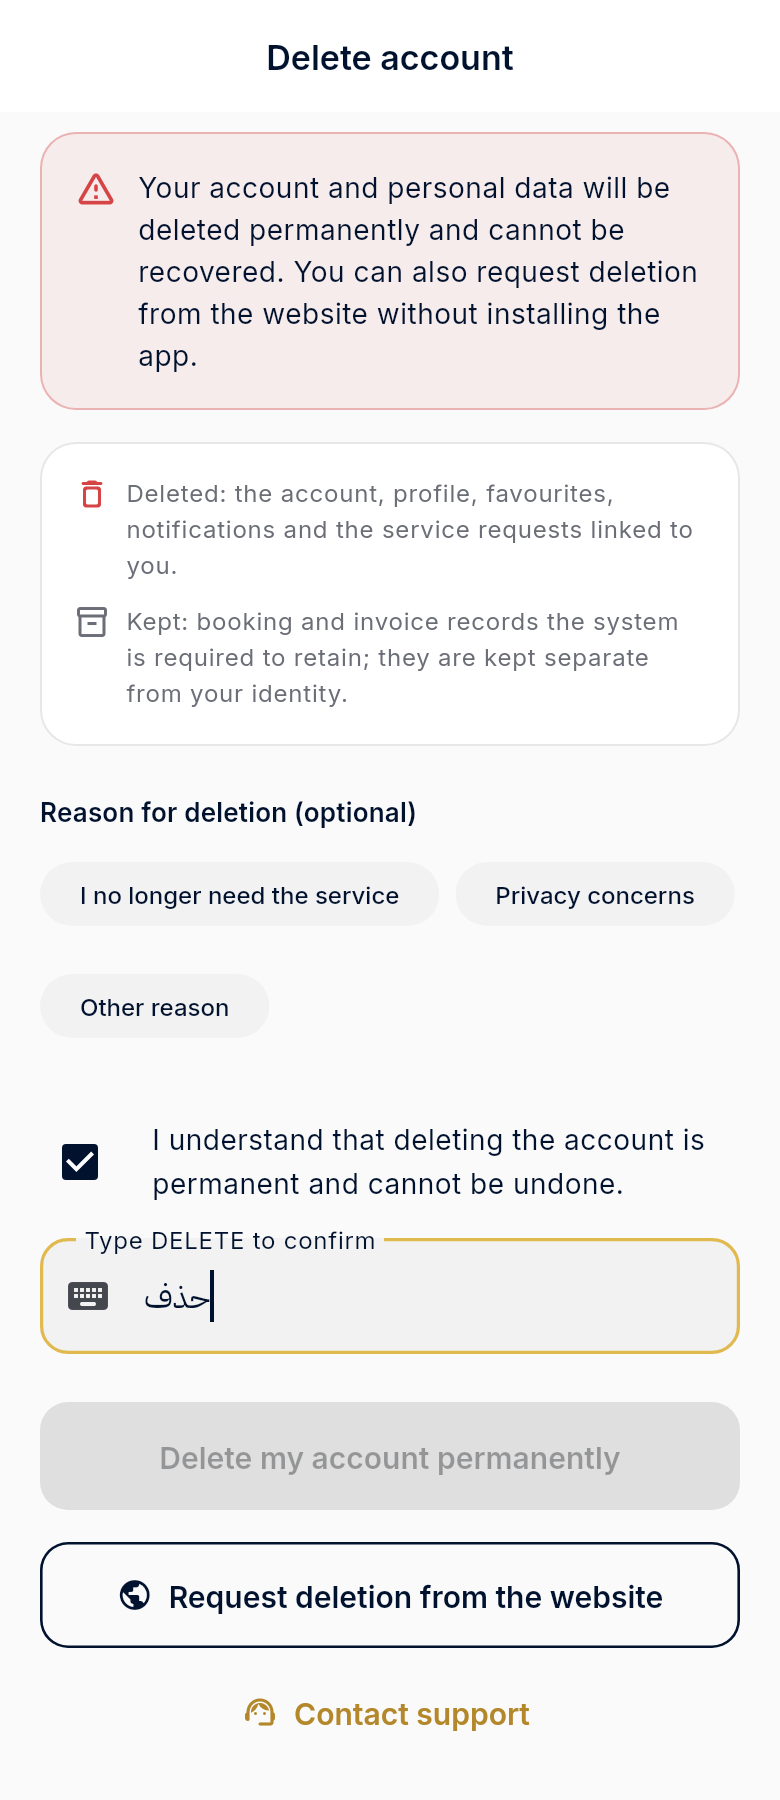 Delete account
Your account and personal data will be
deleted permanently and cannot be
recovered. You can also request deletion
from the website without installing the
app.
Deleted: the account, profile, favourites,
notifications and the service requests linked to
you.
Kept: booking and invoice records the system
is required to retain; they are kept separate
from your identity.
Reason for deletion (optional)
I no longer need the service
Privacy concerns
Other reason
I understand that deleting the account is
permanent and cannot be undone.
Type DELETE to confirm
حذف
Delete my account permanently
Request deletion from the website
Contact support